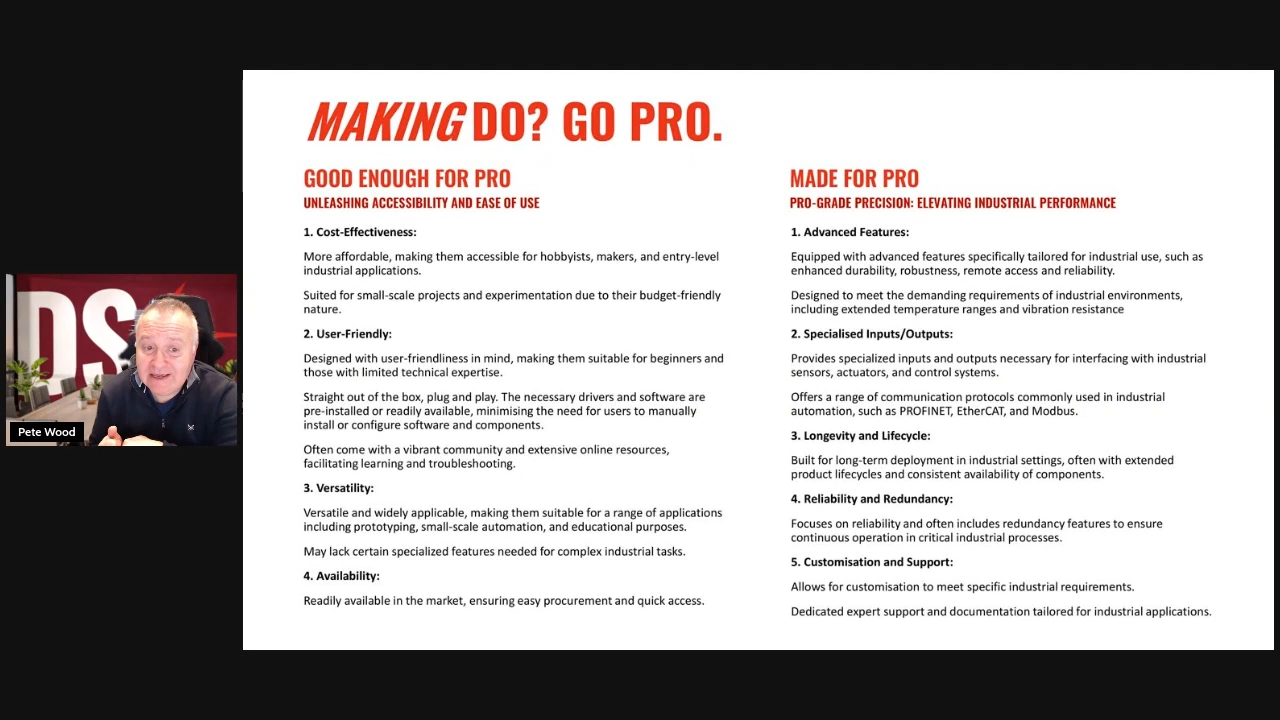 MAKING DO? GO PRO.
GOOD ENOUGH FOR PRO
UNLEASHING ACCESSIBILITY AND EASE OF USE
1. Cost-Effectiveness:
More affordable, making them accessible for hobbyists, makers, and entry-level
industrial applications.
Suited for small-scale projects and experimentation due to their budget-friendly
nature.
2. User-Friendly:
Designed with user-friendliness in mind, making them suitable for beginners and
those with limited technical expertise.
Straight out of the box, plug and play. The necessary drivers and software are
pre-installed or readily available, minimising the need for users to manually
install or configure software and components.
Often come with a vibrant community and extensive online resources,
facilitating learning and troubleshooting.
3. Versatility:
Versatile and widely applicable, making them suitable for a range of applications
including prototyping, small-scale automation, and educational purposes.
May lack certain specialized features needed for complex industrial tasks.
4. Availability:
Readily available in the market, ensuring easy procurement and quick access.
MADE FOR PRO
PRO-GRADE PRECISION: ELEVATING INDUSTRIAL PERFORMANCE
1. Advanced Features:
Equipped with advanced features specifically tailored for industrial use, such as
enhanced durability, robustness, remote access and reliability.
Designed to meet the demanding requirements of industrial environments,
including extended temperature ranges and vibration resistance
2. Specialised Inputs/Outputs:
Provides specialized inputs and outputs necessary for interfacing with industrial
sensors, actuators, and control systems.
Offers a range of communication protocols commonly used in industrial
automation, such as PROFINET, EtherCAT, and Modbus.
3. Longevity and Lifecycle:
Built for long-term deployment in industrial settings, often with extended
product lifecycles and consistent availability of components.
4. Reliability and Redundancy:
Focuses on reliability and often includes redundancy features to ensure
continuous operation in critical industrial processes.
5. Customisation and Support:
Allows for customisation to meet specific industrial requirements.
Dedicated expert support and documentation tailored for industrial applications.
DS
Pete Wood